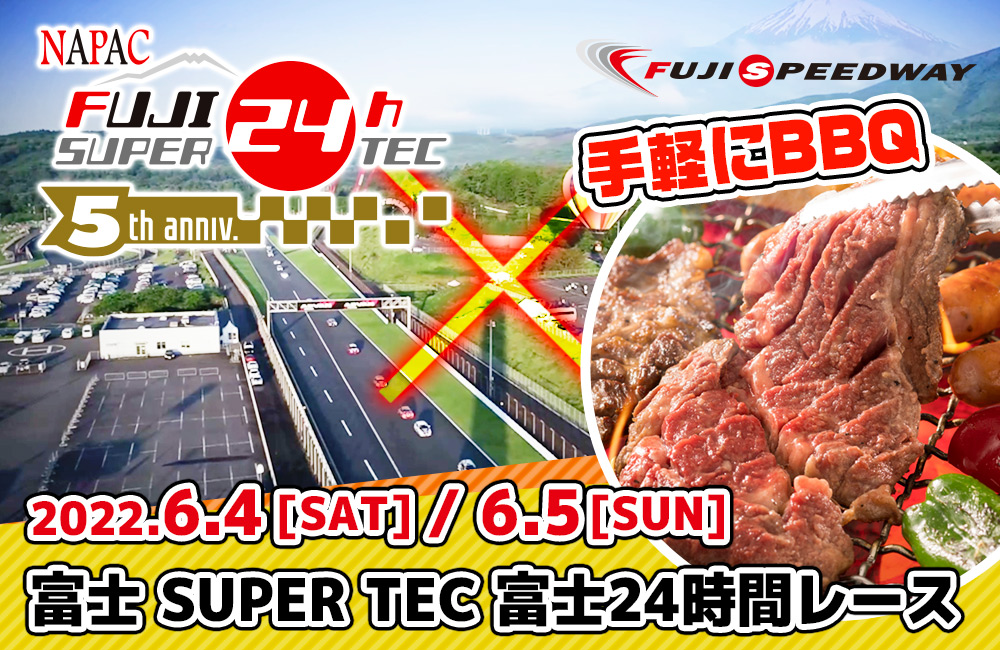 NAPAC
FUJI 24h
SUPER TEC
5th anniv.
FUJI SPEEDWAY
手軽にBBQ
2022.6.4[SAT] / 6.5[SUN]
富士 SUPER TEC 富士24時間レース